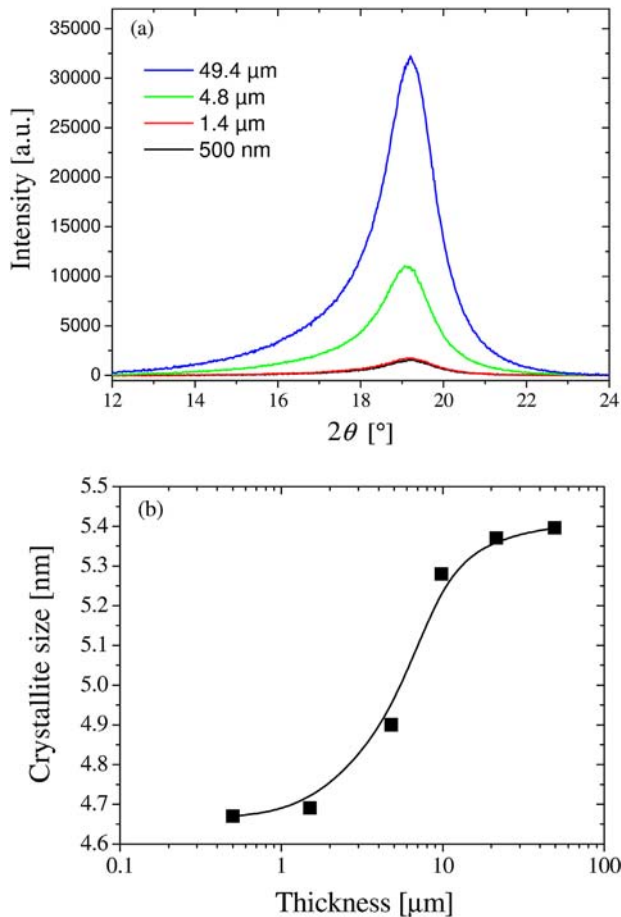 (a)
49.4 μm
4.8 μm
1.4 μm
500 nm
Intensity [a.u.]
35000
30000
25000
20000
15000
10000
5000
0
12 14 16 18 20 22 24
2θ [°]
(b)
Crystallite size [nm]
5.5
5.4
5.3
5.2
5.1
5.0
4.9
4.8
4.7
4.6
0.1 1 10 100
Thickness [μm]